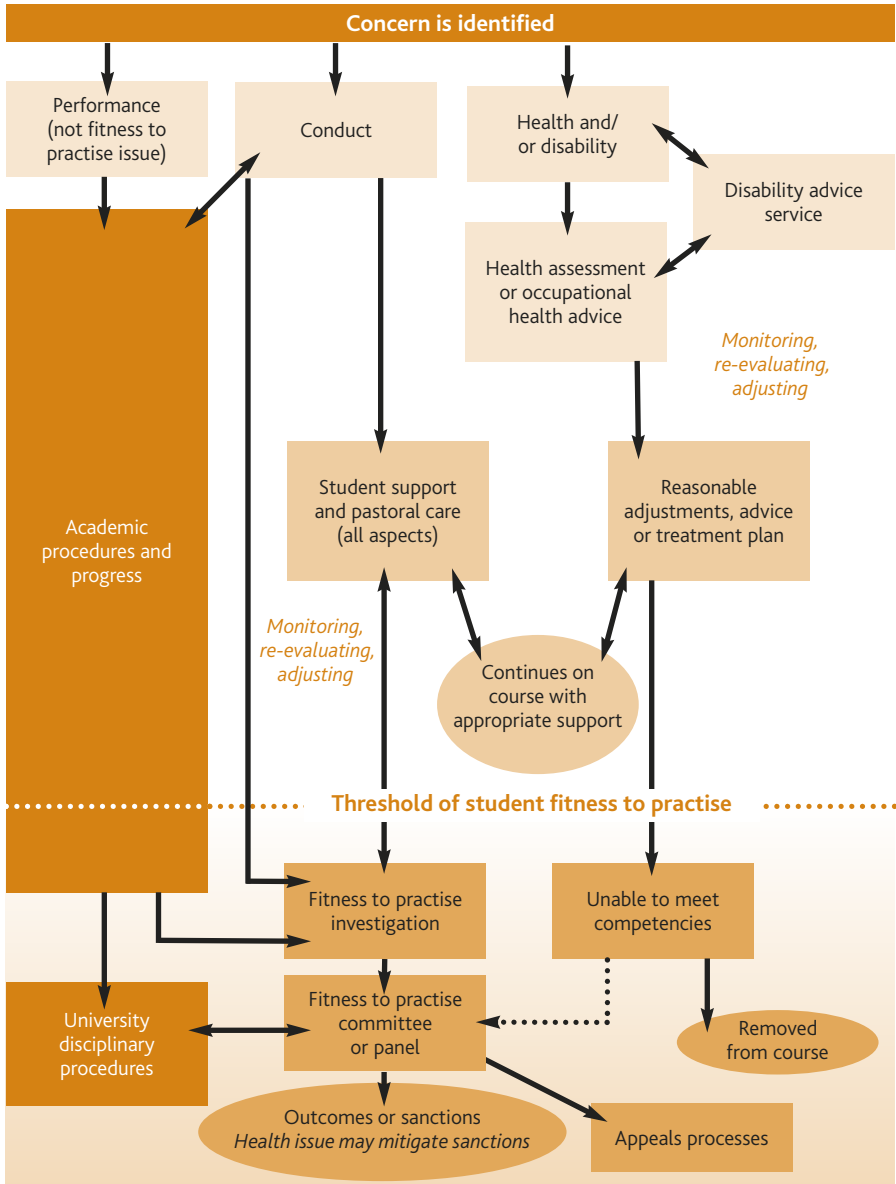 Concern is identified
Performance
(not fitness to
practise issue)
Conduct
Health and/
or disability
Disability advice
service
Health assessment
or occupational
health advice
Monitoring,
re-evaluating,
adjusting
Student support
and pastoral care
(all aspects)
Reasonable
adjustments, advice
or treatment plan
Academic
procedures and
progress
Monitoring,
re-evaluating,
adjusting
Continues on
course with
appropriate support
Threshold of student fitness to practise
Fitness to practise
investigation
Unable to meet
competencies
University
disciplinary
procedures
Fitness to practise
committee
or panel
Removed
from course
Outcomes or sanctions
Health issue may mitigate sanctions
Appeals processes